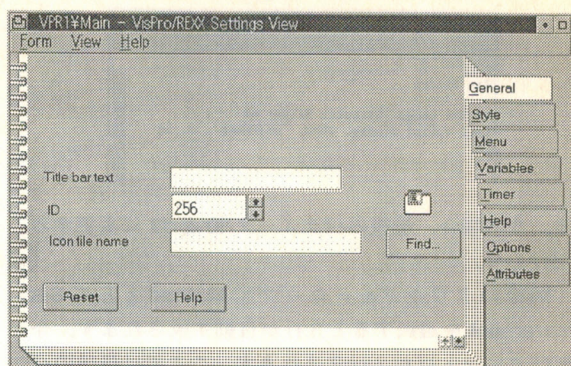 VPR1¥Main – VisPro/REXX Settings View
Form View Help
General
Style
Menu
Variables
Timer
Help
Options
Attributes
Title bar text
ID 256
Icon file name
Find...
Reset Help